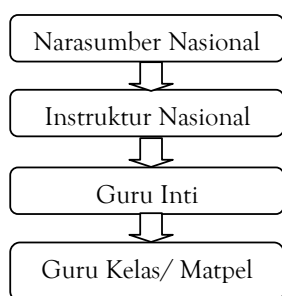 Narasumber Nasional
Instruktur Nasional
Guru Inti
Guru Kelas/ Matpel